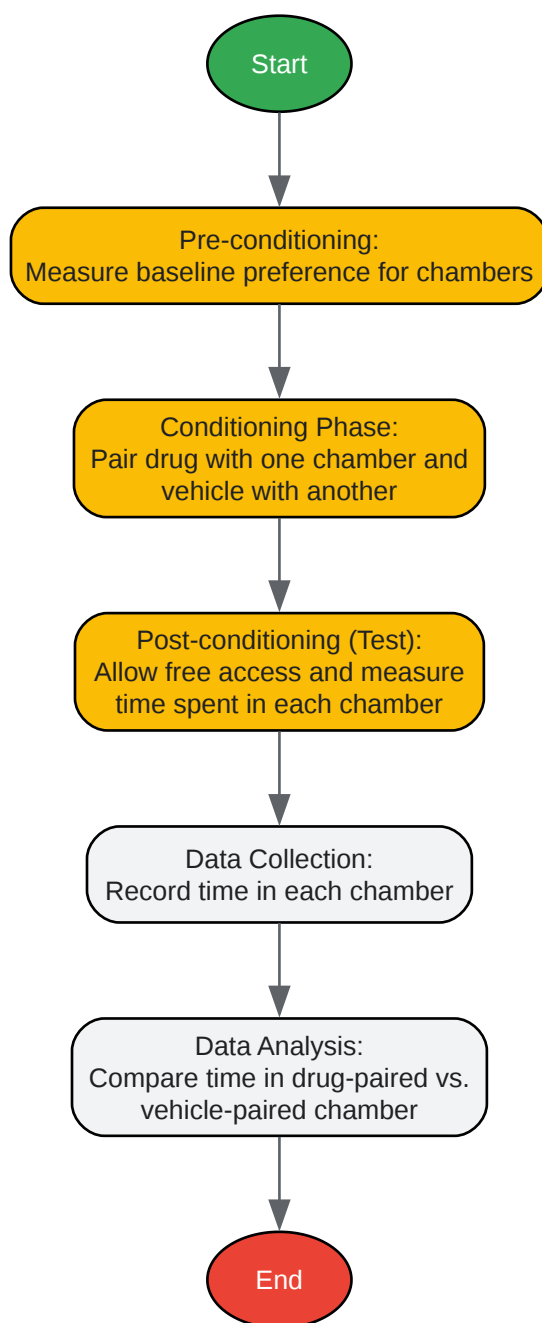 Start
Pre-conditioning:
Measure baseline preference for chambers
Conditioning Phase:
Pair drug with one chamber and
vehicle with another
Post-conditioning (Test):
Allow free access and measure
time spent in each chamber
Data Collection:
Record time in each chamber
Data Analysis:
Compare time in drug-paired vs.
vehicle-paired chamber
End